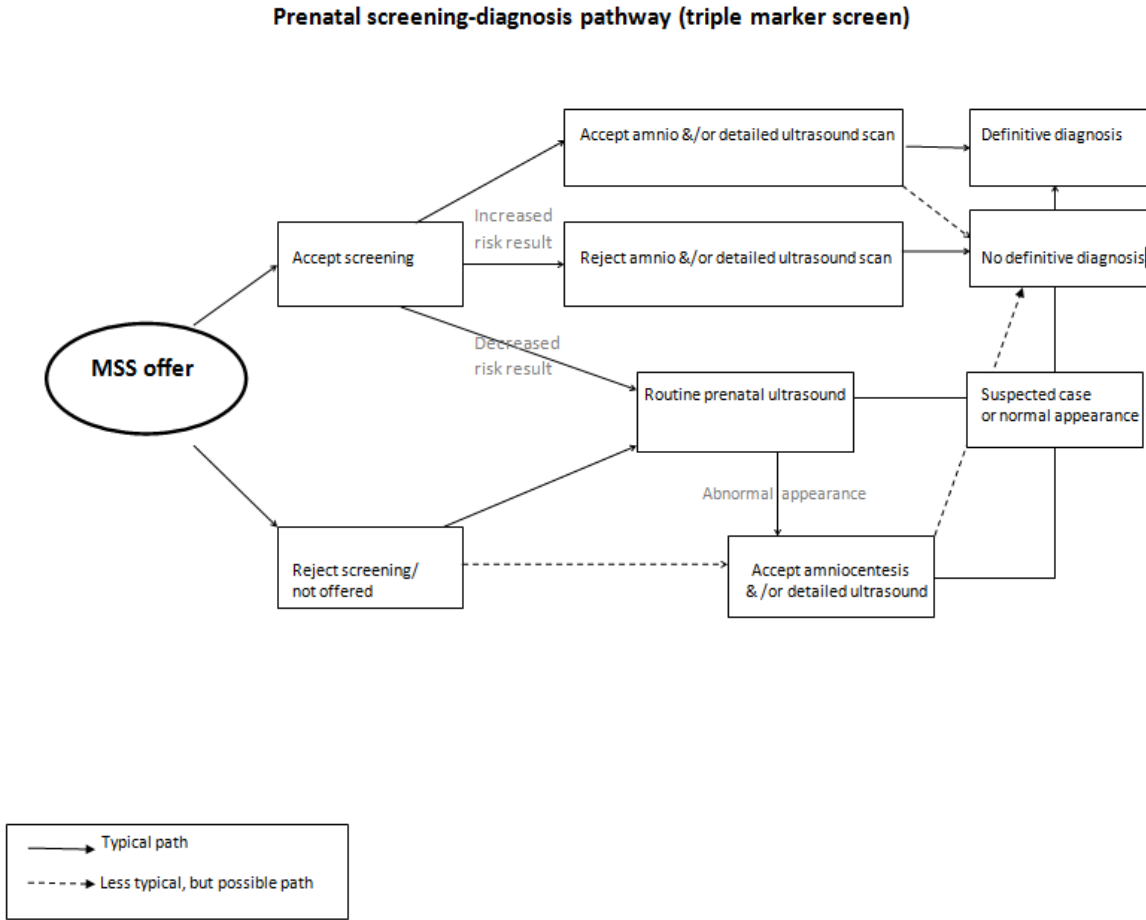 Prenatal screening-diagnosis pathway (triple marker screen)
Accept amnio &/or detailed ultrasound scan
Definitive diagnosis
Increased
risk result
Accept screening
Reject amnio &/or detailed ultrasound scan
No definitive diagnosis
MSS offer
Decreased
risk result
Routine prenatal ultrasound
Suspected case
or normal appearance
Abnormal appearance
Reject screening/
not offered
Accept amniocentesis
& /or detailed ultrasound
Typical path
Less typical, but possible path